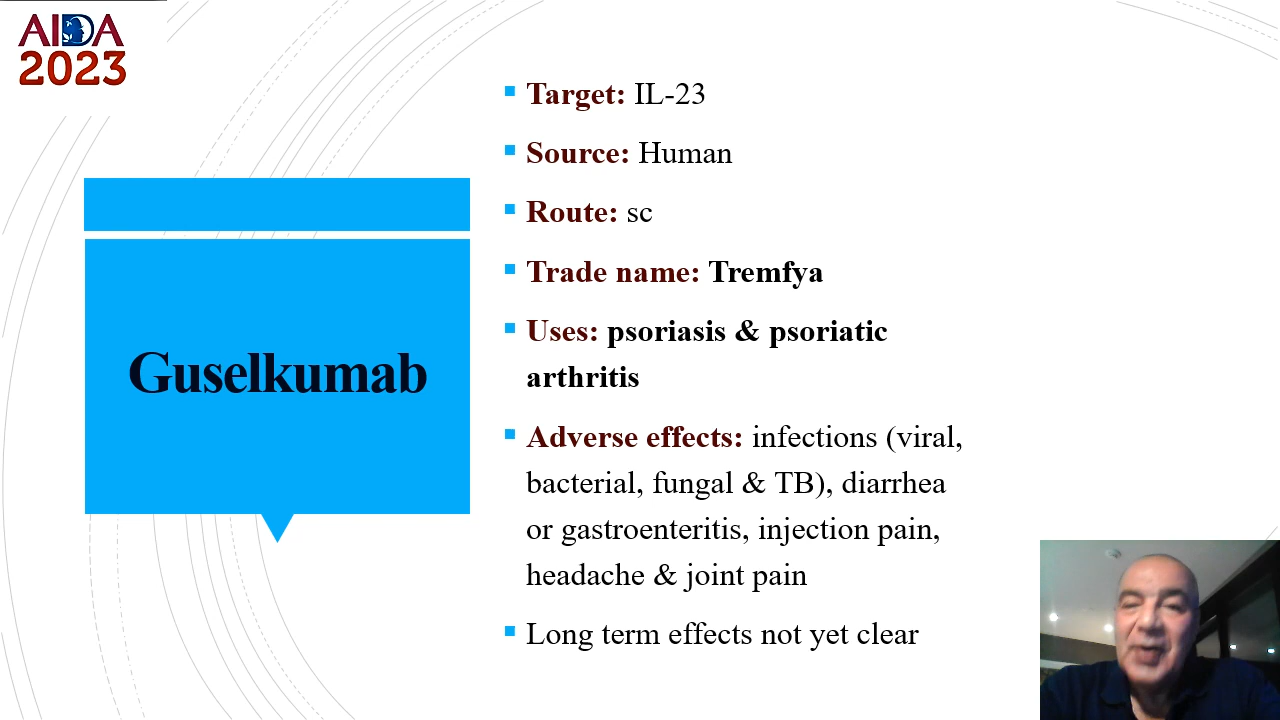 AIDA
2023
Guselkumab
Target: IL-23
Source: Human
Route: sc
Trade name: Tremfya
Uses: psoriasis & psoriatic
arthritis
Adverse effects: infections (viral,
bacterial, fungal & TB), diarrhea
or gastroenteritis, injection pain,
headache & joint pain
Long term effects not yet clear